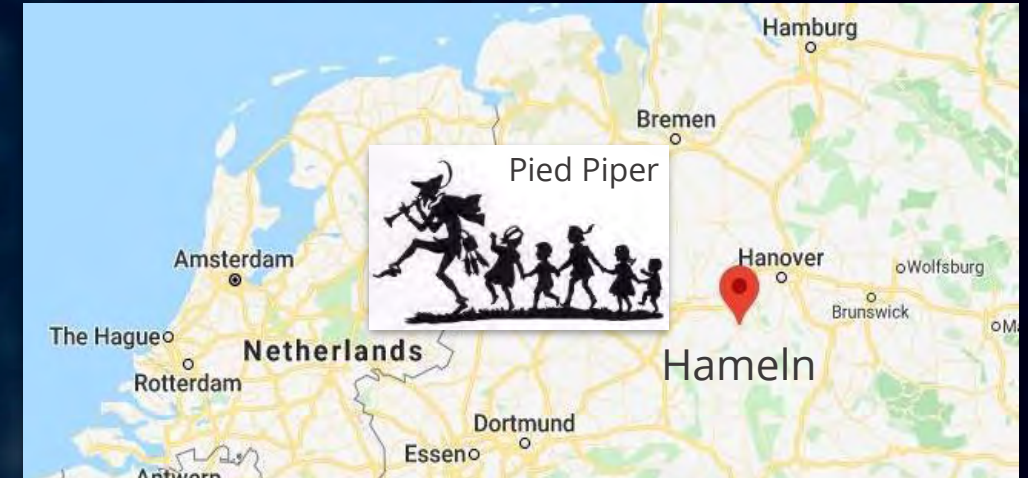 Hamburg
Bremen
Pied Piper
Amsterdam
Hanover
Wolfsburg
Brunswick
The Hague
Netherlands
Hameln
Rotterdam
Dortmund
Essen